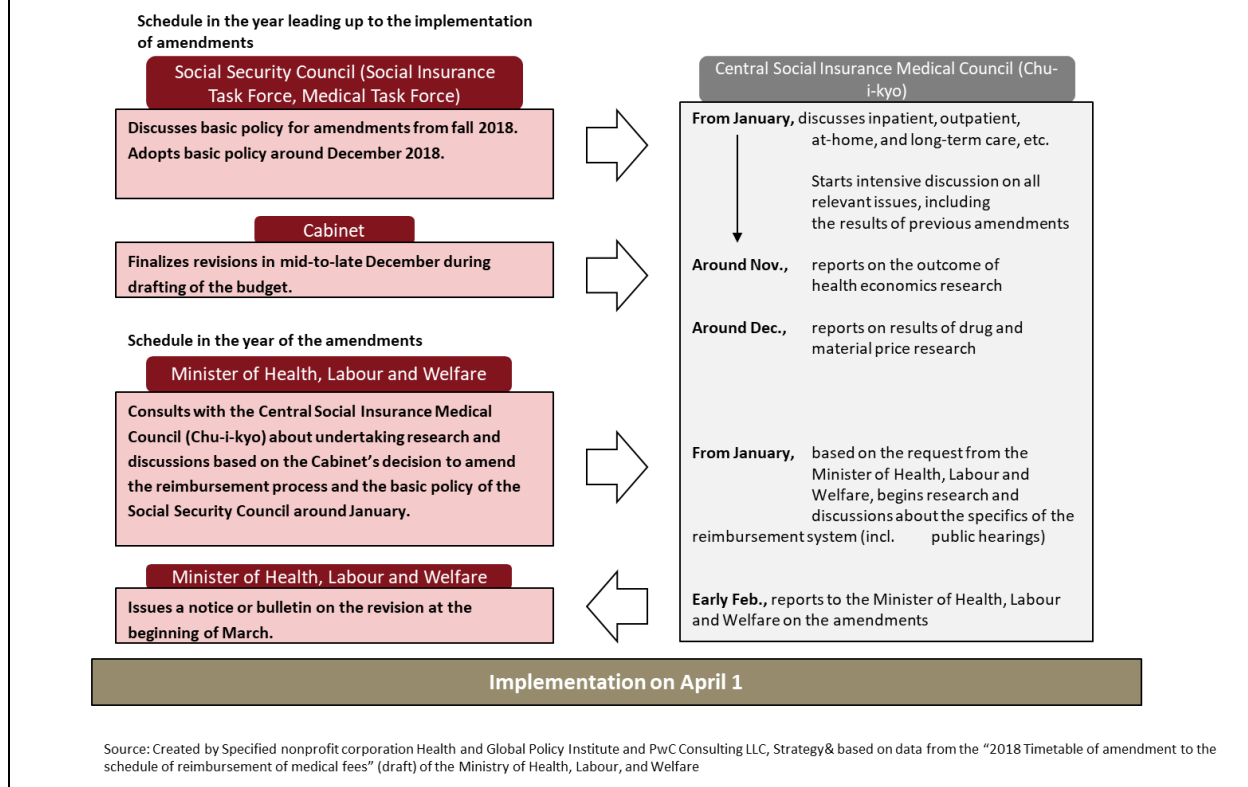 Schedule in the year leading up to the implementation
of amendments
Social Security Council (Social Insurance
Task Force, Medical Task Force)
Discusses basic policy for amendments from fall 2018.
Adopts basic policy around December 2018.
Cabinet
Finalizes revisions in mid-to-late December during
drafting of the budget.
Schedule in the year of the amendments
Minister of Health, Labour and Welfare
Consults with the Central Social Insurance Medical
Council (Chu-i-kyo) about undertaking research and
discussions based on the Cabinet’s decision to amend
the reimbursement process and the basic policy of the
Social Security Council around January.
Minister of Health, Labour and Welfare
Issues a notice or bulletin on the revision at the
beginning of March.
Central Social Insurance Medical Council (Chu-
i-kyo)
From January, discusses inpatient, outpatient,
at-home, and long-term care, etc.
Starts intensive discussion on all
relevant issues, including
the results of previous amendments
Around Nov., reports on the outcome of
health economics research
Around Dec., reports on results of drug and
material price research
From January, based on the request from the
Minister of Health, Labour and
Welfare, begins research and
discussions about the specifics of the
reimbursement system (incl. public hearings)
Early Feb., reports to the Minister of Health, Labour
and Welfare on the amendments
Implementation on April 1
Source: Created by Specified nonprofit corporation Health and Global Policy Institute and PwC Consulting LLC, Strategy& based on data from the “2018 Timetable of amendment to the
schedule of reimbursement of medical fees” (draft) of the Ministry of Health, Labour, and Welfare